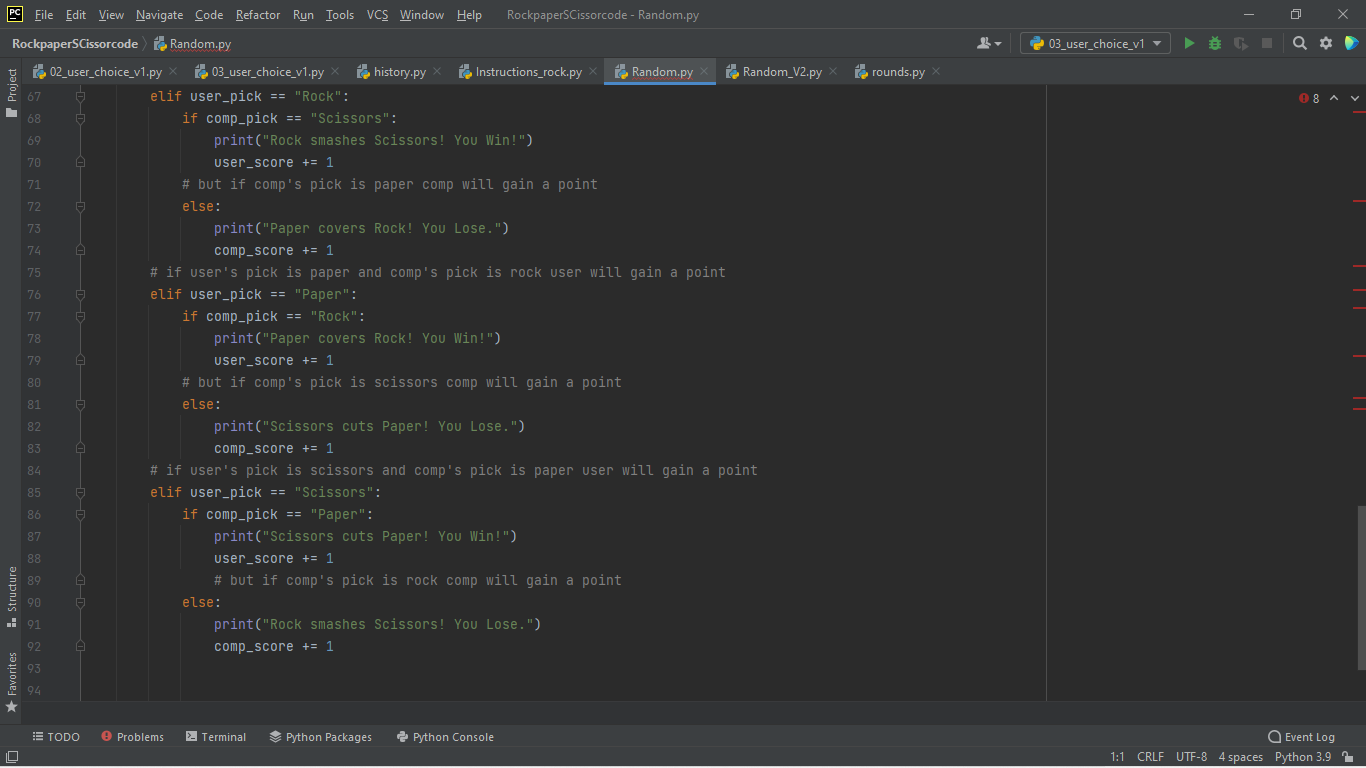 PC File Edit View Navigate Code Refactor Run Tools VCS Window Help RockpaperSCissorcode - Random.py
RockpaperSCissorcode Random.py 03_user_choice_v1
02_user_choice_v1.py 03_user_choice_v1.py history.py Instructions_rock.py Random.py Random_V2.py rounds.py
Project
8
67 elif user_pick == "Rock":
68 if comp_pick == "Scissors":
69 print("Rock smashes Scissors! You Win!")
70 user_score += 1
71 # but if comp's pick is paper comp will gain a point
72 else:
73 print("Paper covers Rock! You Lose.")
74 comp_score += 1
75 # if user's pick is paper and comp's pick is rock user will gain a point
76 elif user_pick == "Paper":
77 if comp_pick == "Rock":
78 print("Paper covers Rock! You Win!")
79 user_score += 1
80 # but if comp's pick is scissors comp will gain a point
81 else:
82 print("Scissors cuts Paper! You Lose.")
83 comp_score += 1
84 # if user's pick is scissors and comp's pick is paper user will gain a point
85 elif user_pick == "Scissors":
86 if comp_pick == "Paper":
87 print("Scissors cuts Paper! You Win!")
88 user_score += 1
89 # but if comp's pick is rock comp will gain a point
90 else:
91 print("Rock smashes Scissors! You Lose.")
92 comp_score += 1
93
94
Structure
Favorites
TODO Problems Terminal Python Packages Python Console Event Log
1:1 CRLF UTF-8 4 spaces Python 3.9